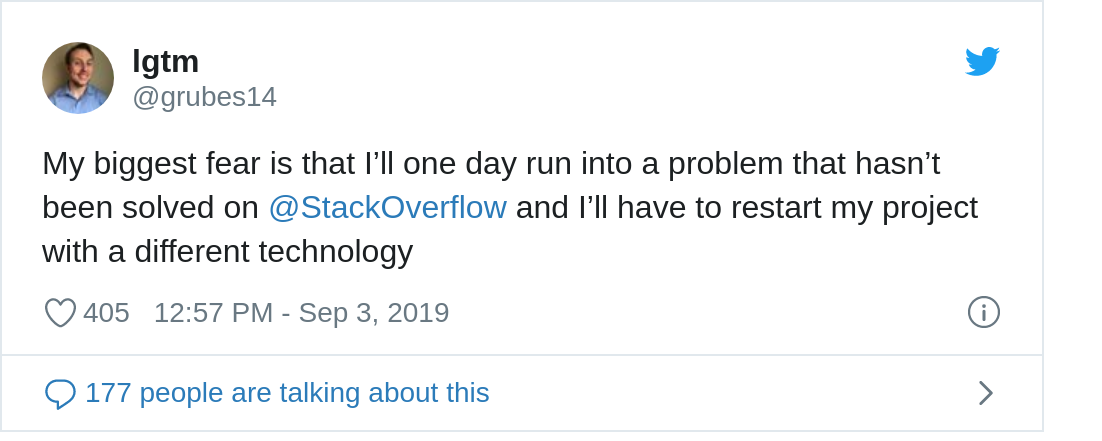 lgtm
@grubes14
My biggest fear is that I’ll one day run into a problem that hasn’t
been solved on @StackOverflow and I’ll have to restart my project
with a different technology
405 12:57 PM - Sep 3, 2019
177 people are talking about this